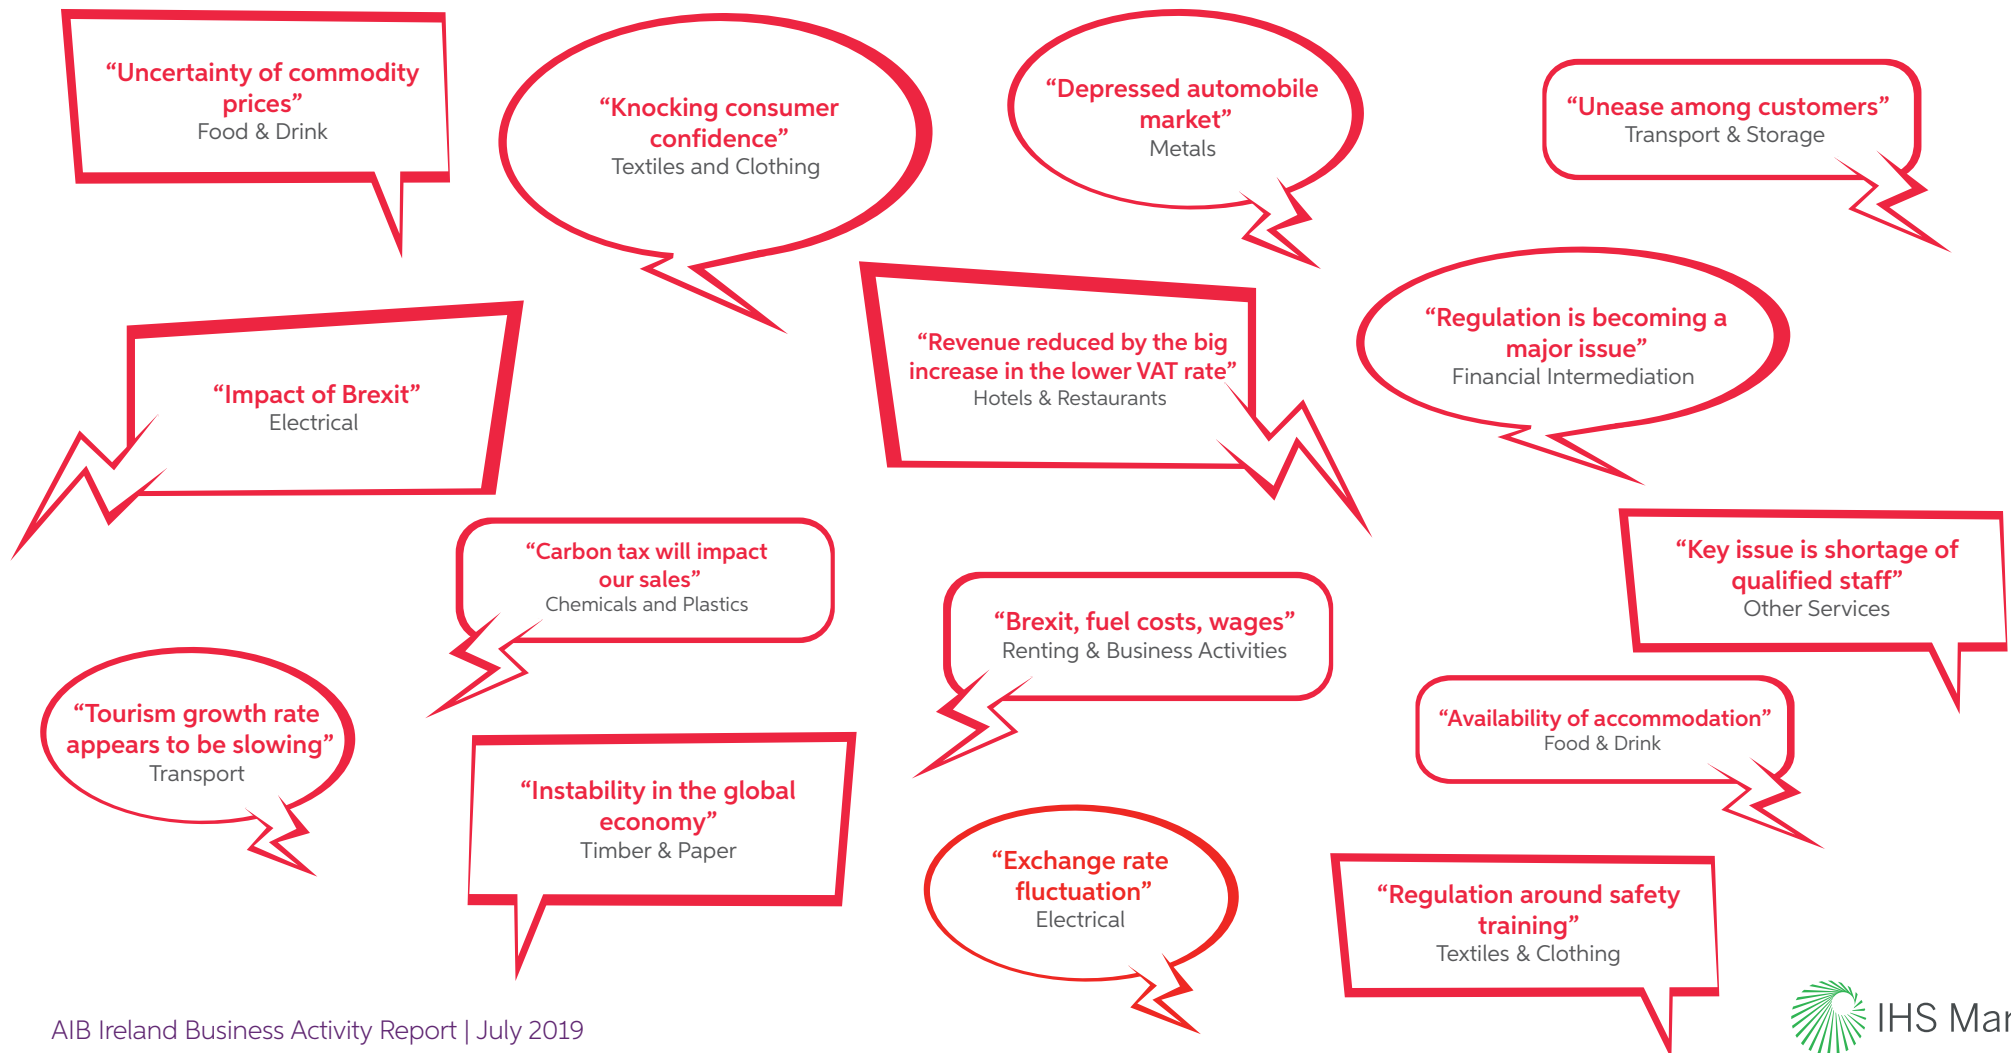 “Uncertainty of commodity
prices”
Food & Drink
“Knocking consumer
confidence”
Textiles and Clothing
“Depressed automobile
market”
Metals
“Unease among customers”
Transport & Storage
“Impact of Brexit”
Electrical
“Revenue reduced by the big
increase in the lower VAT rate”
Hotels & Restaurants
“Regulation is becoming a
major issue”
Financial Intermediation
“Carbon tax will impact
our sales”
Chemicals and Plastics
“Brexit, fuel costs, wages”
Renting & Business Activities
“Key issue is shortage of
qualified staff”
Other Services
“Tourism growth rate
appears to be slowing”
Transport
“Instability in the global
economy”
Timber & Paper
“Availability of accommodation”
Food & Drink
“Exchange rate
fluctuation”
Electrical
“Regulation around safety
training”
Textiles & Clothing
AIB Ireland Business Activity Report | July 2019
IHS Mar